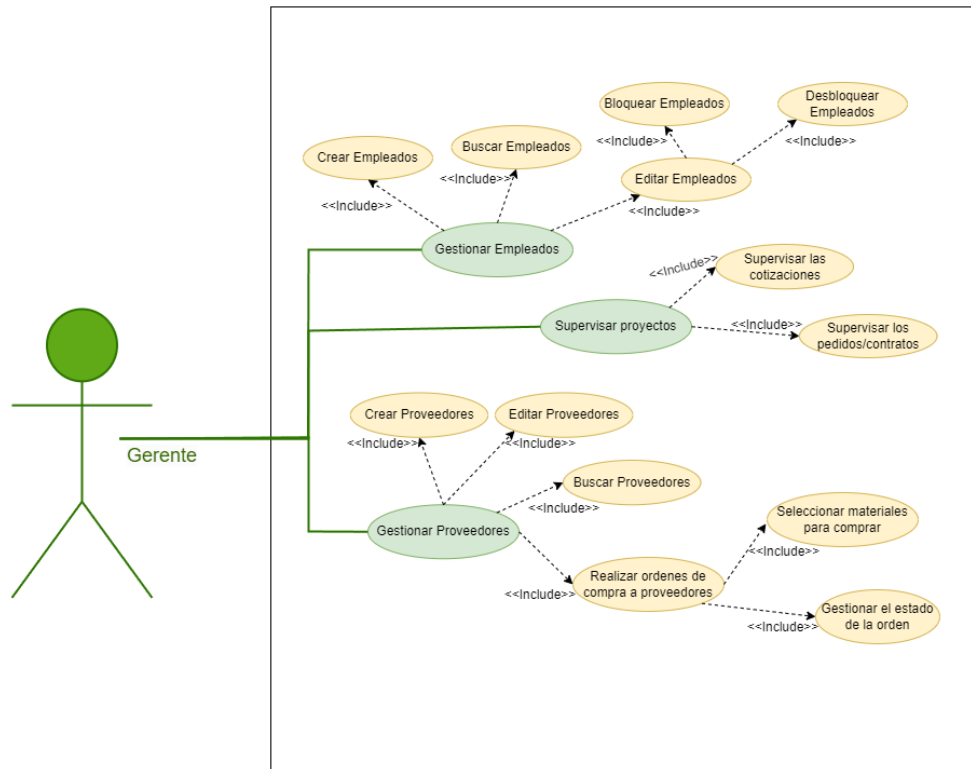 Bloquear Empleados
Desbloquear
Empleados
<<Include>>
<<Include>>
Crear Empleados
Buscar Empleados
Editar Empleados
<<Include>>
<<Include>>
<<Include>>
Gestionar Empleados
Supervisar las
cotizaciones
<<Include>>
Supervisar proyectos
<<Include>>
Supervisar los
pedidos/contratos
Gerente
Crear Proveedores
Editar Proveedores
<<Include>>
<<Include>>
Buscar Proveedores
<<Include>>
Gestionar Proveedores
Seleccionar materiales
para comprar
<<Include>>
Realizar ordenes de
compra a proveedores
<<Include>>
Gestionar el estado
de la orden
<<Include>>